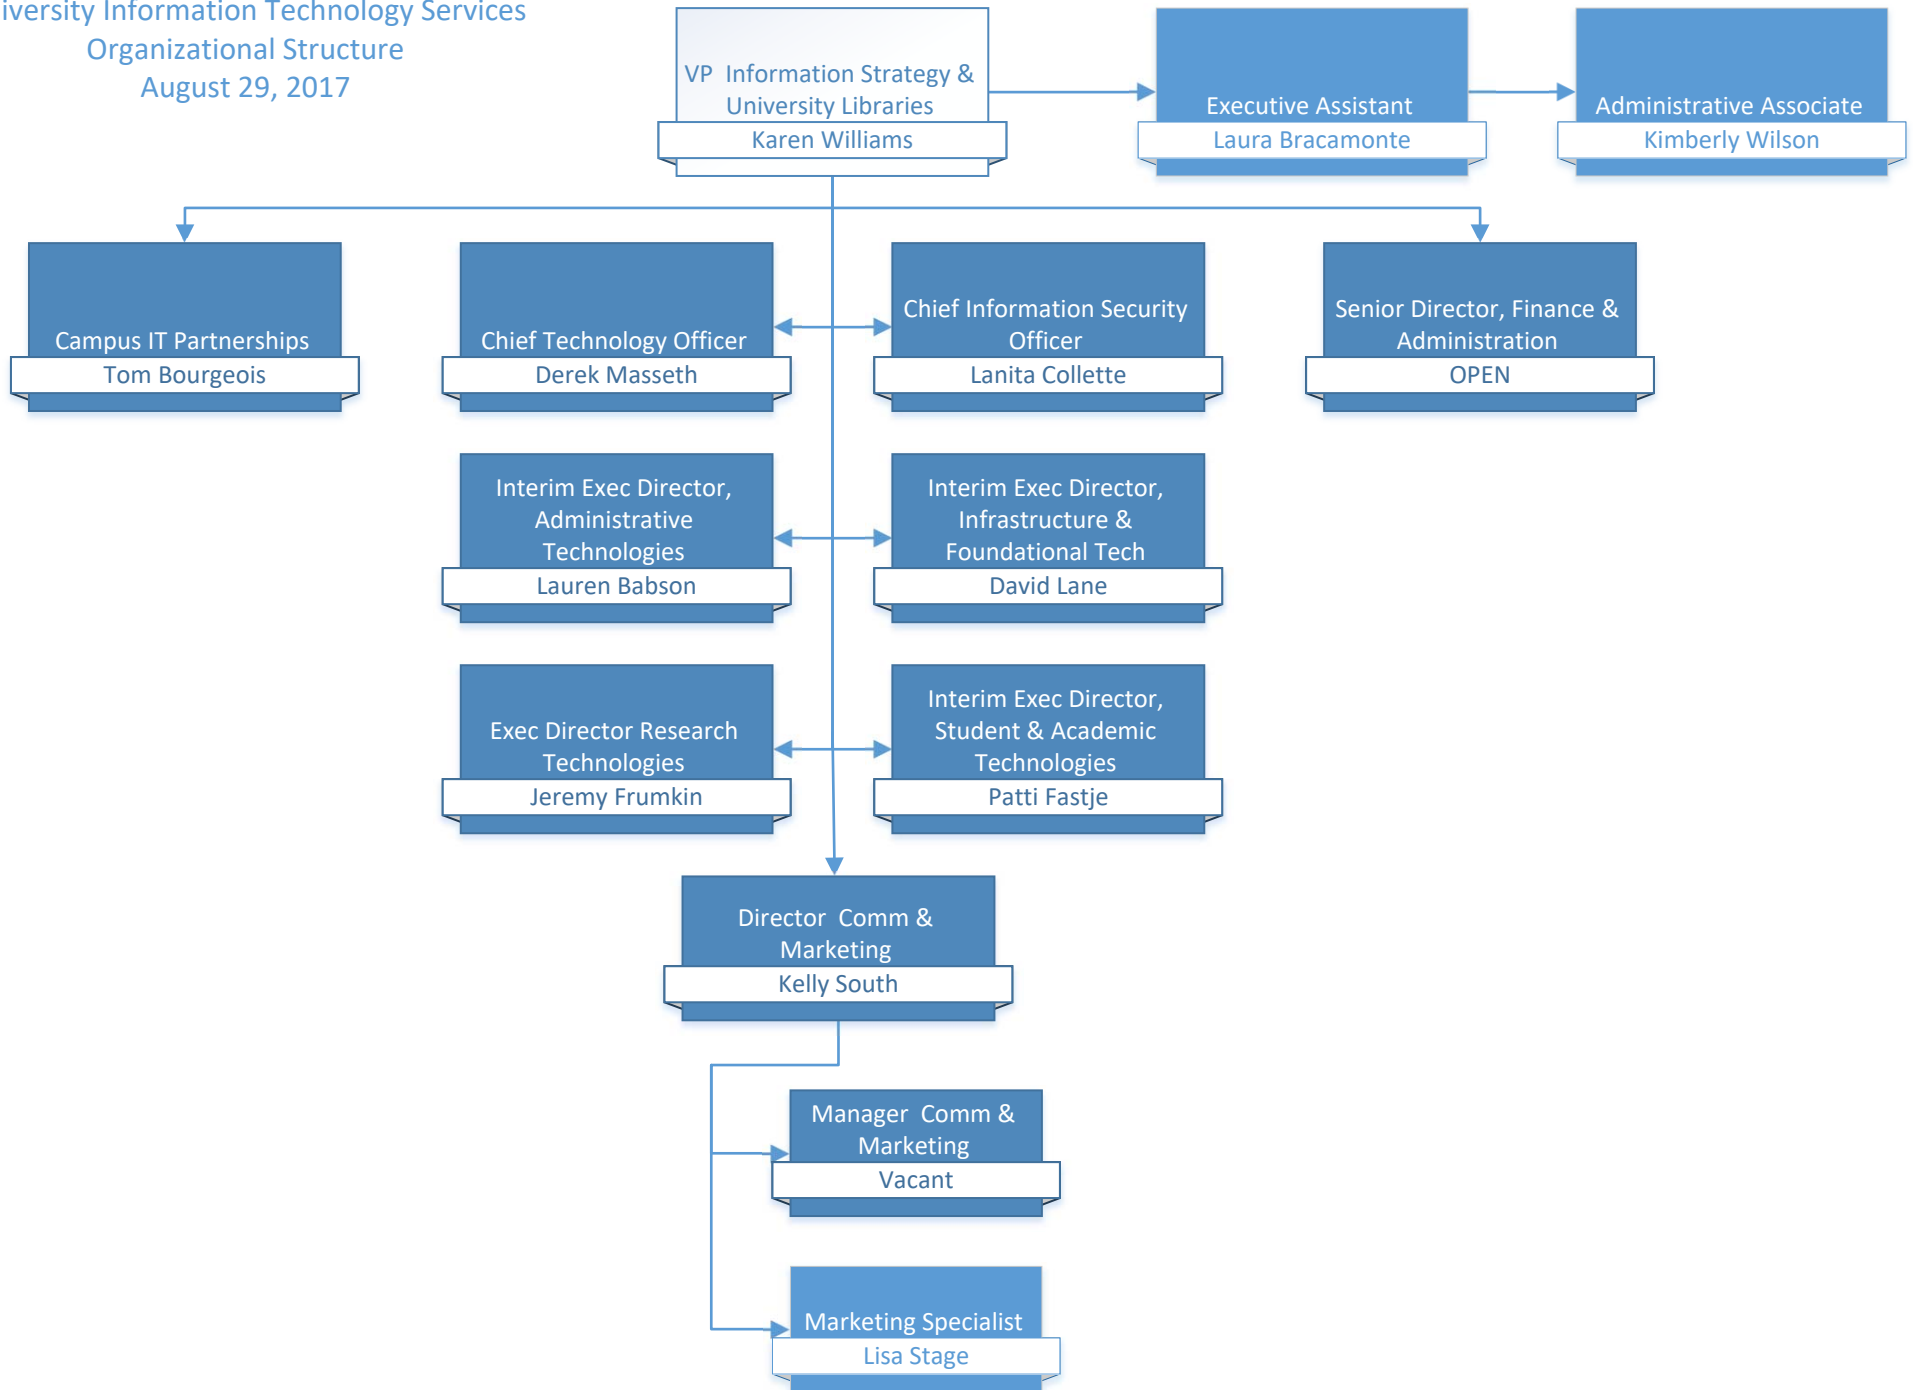 iversity Information Technology Services
Organizational Structure
August 29, 2017
VP Information Strategy &
University Libraries
Karen Williams
Executive Assistant
Laura Bracamonte
Administrative Associate
Kimberly Wilson
Campus IT Partnerships
Tom Bourgeois
Chief Technology Officer
Derek Masseth
Chief Information Security
Officer
Lanita Collette
Senior Director, Finance &
Administration
OPEN
Interim Exec Director,
Administrative
Technologies
Lauren Babson
Interim Exec Director,
Infrastructure &
Foundational Tech
David Lane
Exec Director Research
Technologies
Jeremy Frumkin
Interim Exec Director,
Student & Academic
Technologies
Patti Fastje
Director Comm &
Marketing
Kelly South
Manager Comm &
Marketing
Vacant
Marketing Specialist
Lisa Stage